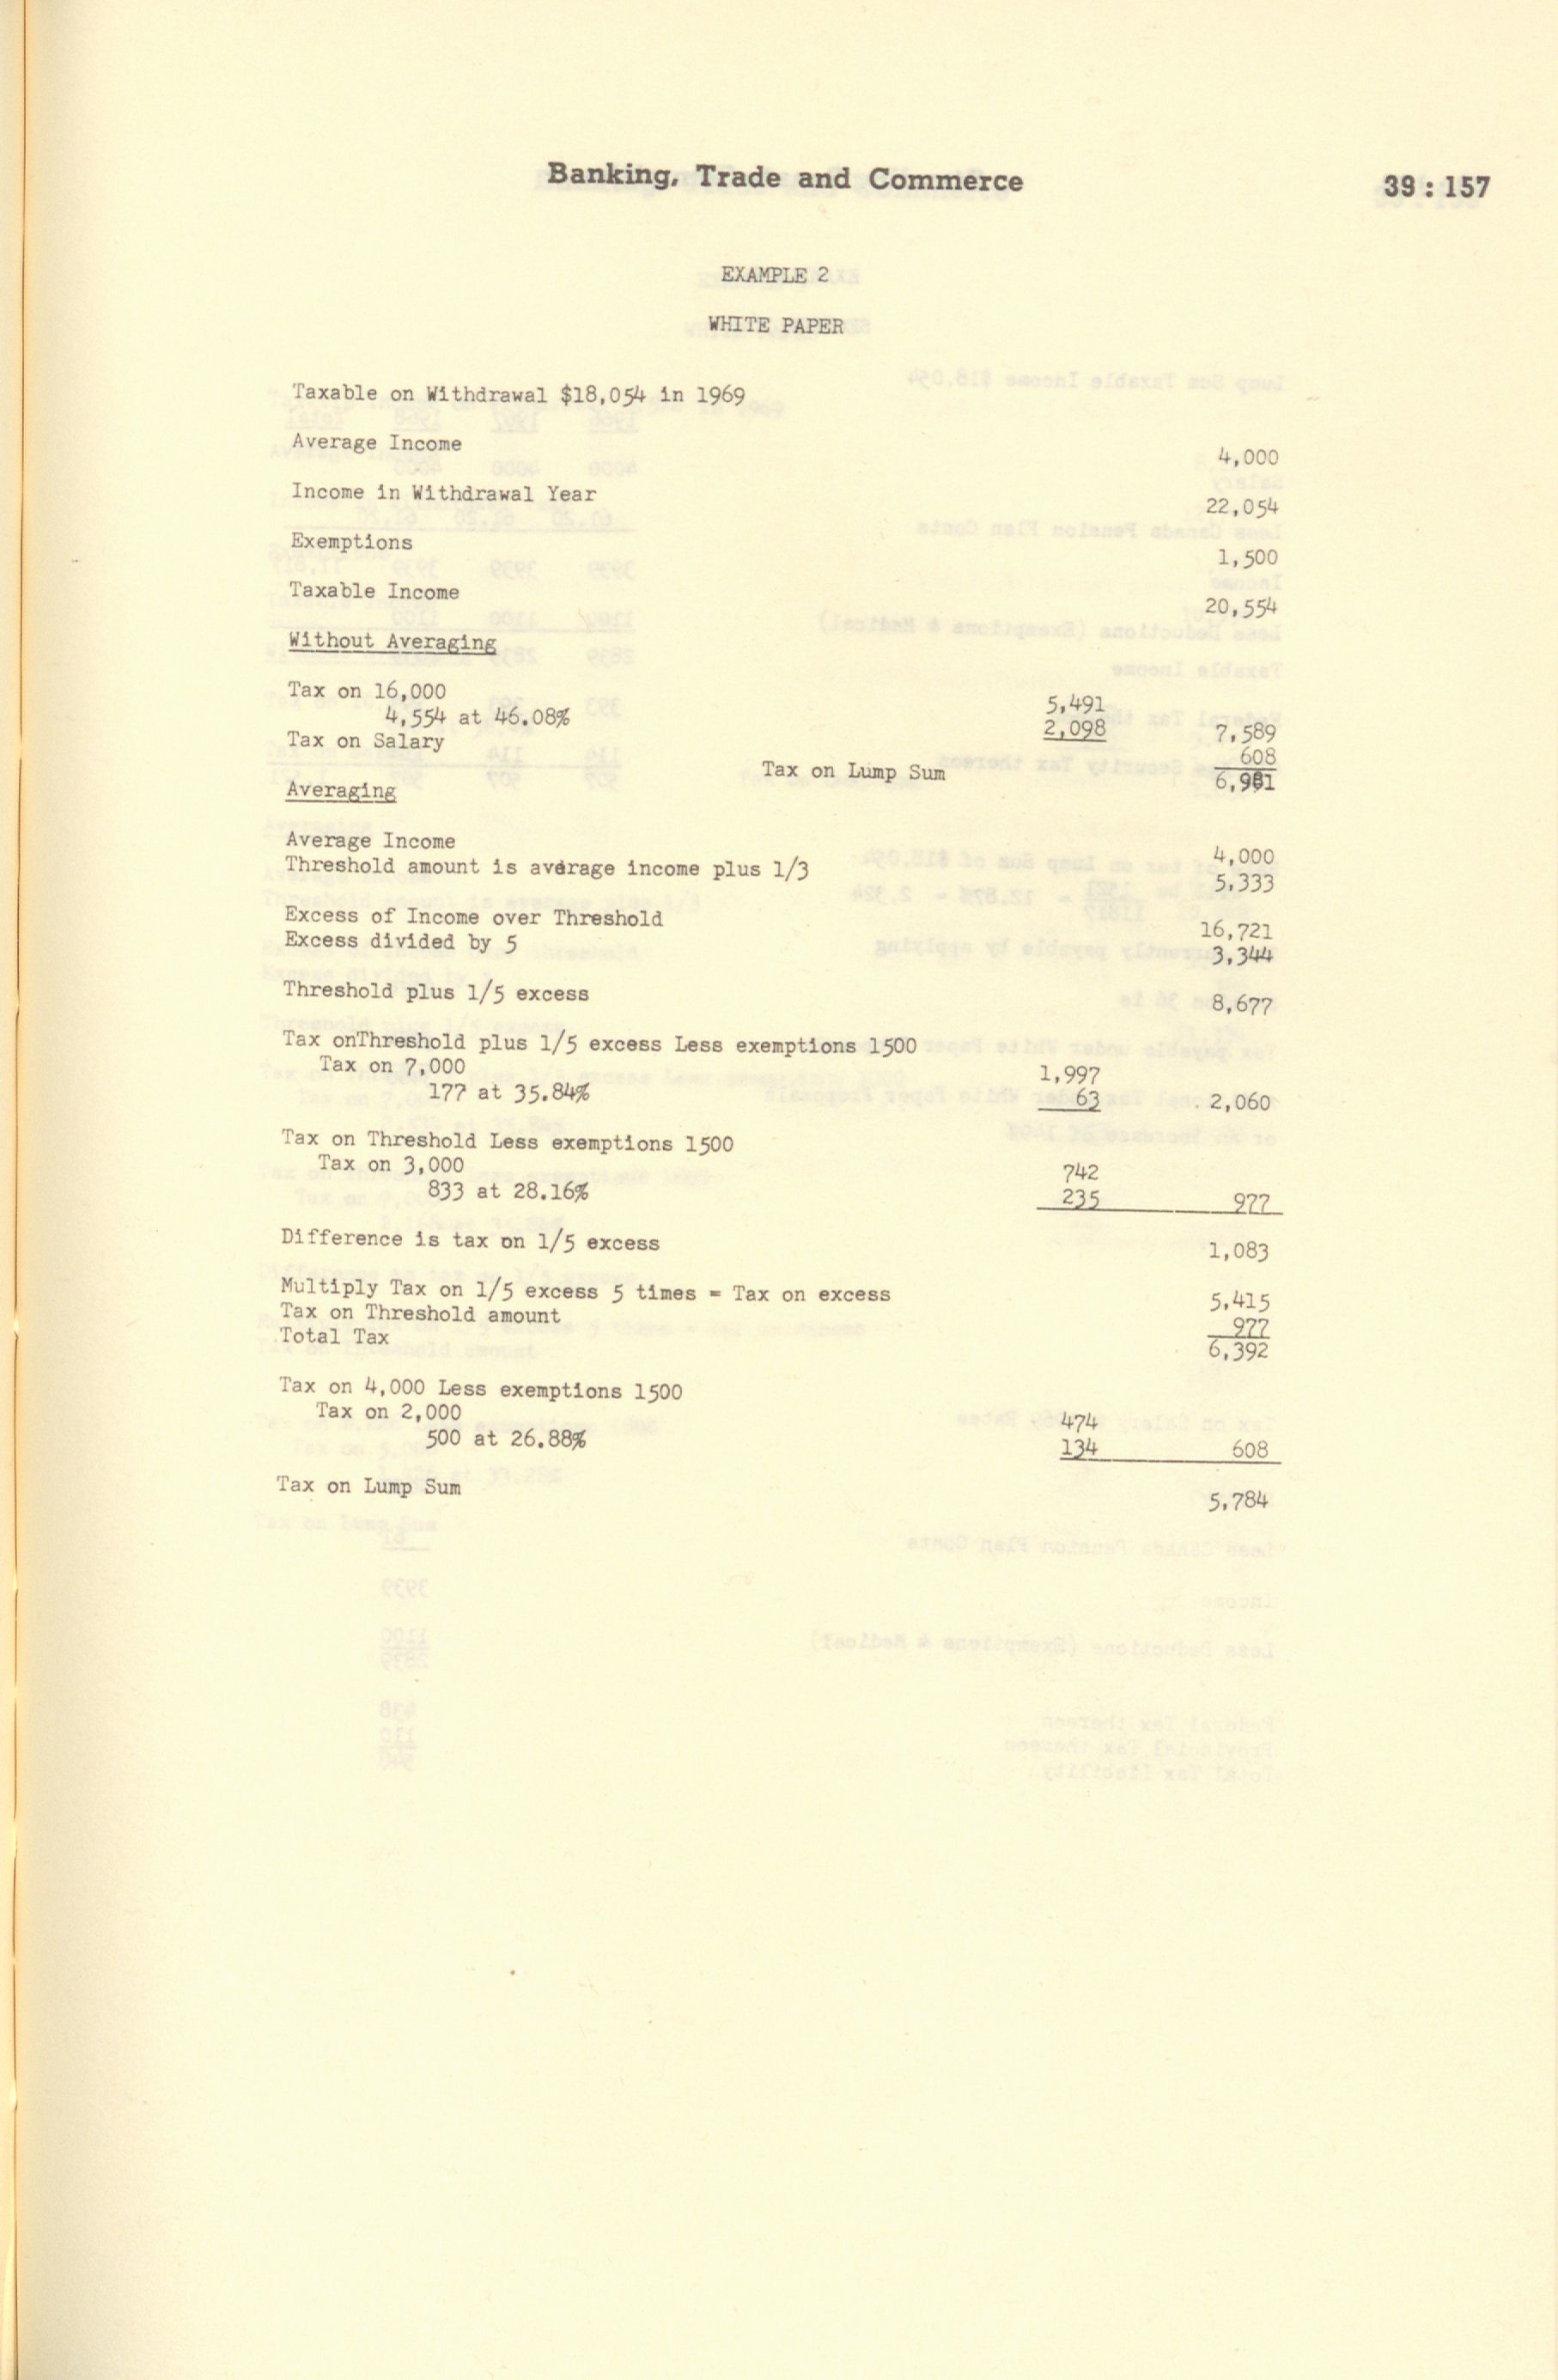 Banking, Trade and Commerce 39 : 157
EXAMPLE 2
WHITE PAPER
Taxable on Withdrawal $18,054 in 1969
Average Income 4,000
Income in Withdrawal Year 22,054
Exemptions 1,500
Taxable Income 20,554
Without Averaging
Tax on 16,000 5,491
4,554 at 46.08% 2,098 7,589
Tax on Salary 608
Tax on Lump Sum 6,981
Averaging
Average Income 4,000
Threshold amount is average income plus 1/3 5,333
Excess of Income over Threshold 16,721
Excess divided by 5 3,344
Threshold plus 1/5 excess 8,677
Tax onThreshold plus 1/5 excess Less exemptions 1500
Tax on 7,000 1,997
177 at 35.84% 63 2,060
Tax on Threshold Less exemptions 1500
Tax on 3,000 742
833 at 28.16% 235 977
Difference is tax on 1/5 excess 1,083
Multiply Tax on 1/5 excess 5 times = Tax on excess 5,415
Tax on Threshold amount 977
Total Tax 6,392
Tax on 4,000 Less exemptions 1500
Tax on 2,000 474
500 at 26.88% 134 608
Tax on Lump Sum 5,784